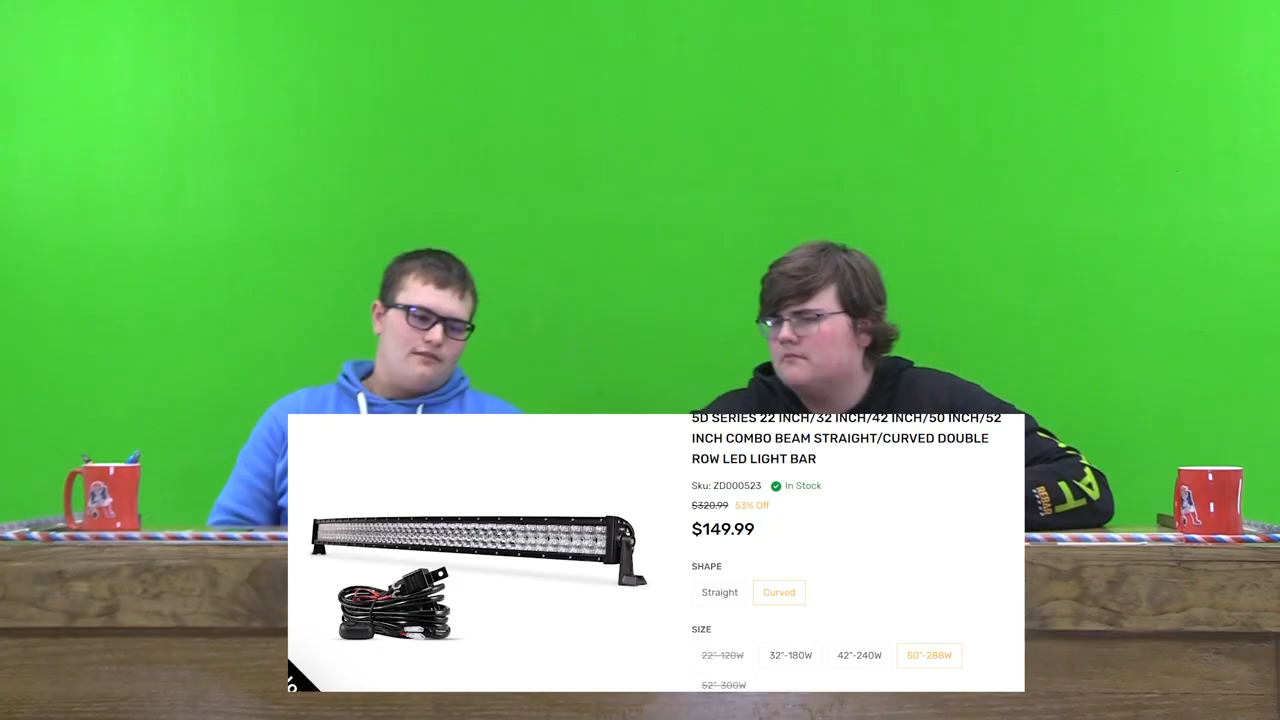 5D SERIES 22 INCH/32 INCH/42 INCH/50 INCH/52
INCH COMBO BEAM STRAIGHT/CURVED DOUBLE
ROW LED LIGHT BAR
Sku: ZD000523 In Stock
$320.99 53% Off
$149.99
SHAPE
Straight Curved
SIZE
22"-120W 32"-180W 42"-240W 50"-288W
52"-300W